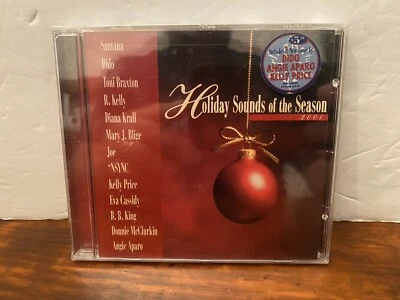 Santana
Dido
Toni Braxton
R. Kelly
Diana Krall
Mary J. Blige
Joe
*NSYNC
Kelly Price
Eva Cassidy
B. B. King
Donnie McClurkin
Angie Aparo
DIDO
ANGIE APARO
KELLY PRICE
Holiday Sounds of the Season
2001